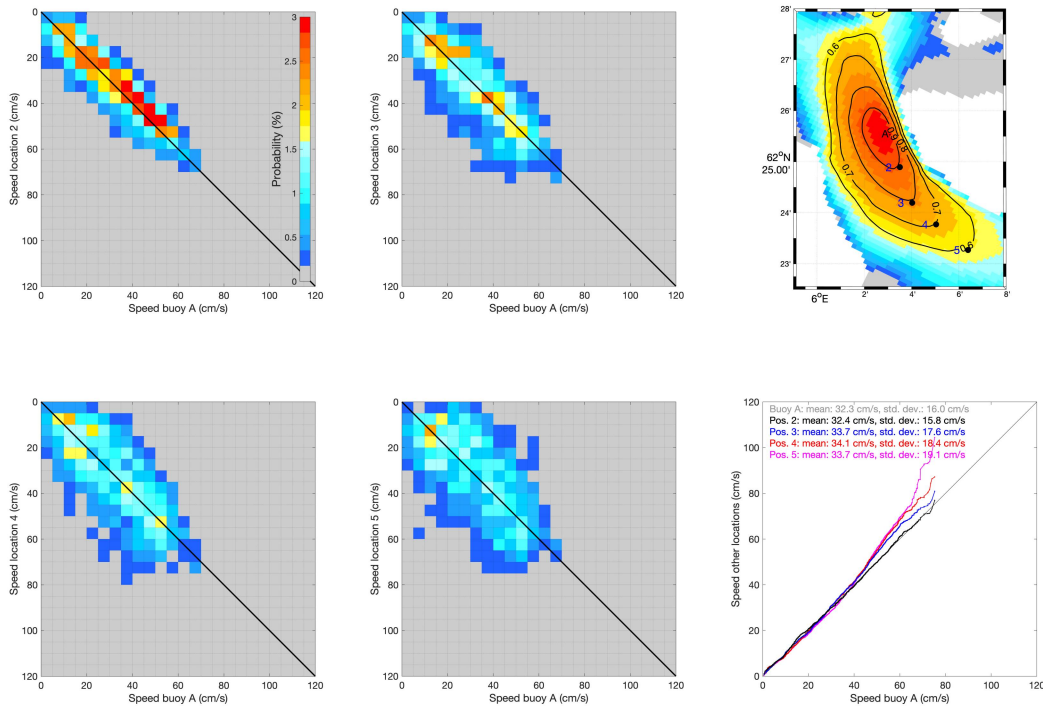 0
20
40
60
80
100
120
Speed location 2 (cm/s)
0 20 40 60 80 100 120
Speed buoy A (cm/s)
3
2
1
0.5
0
Probability (%)
0
20
40
60
80
100
120
Speed location 3 (cm/s)
0 20 40 60 80 100 120
Speed buoy A (cm/s)
28'
27'
26'
62°N
25.00'
24'
23'
6°E 2' 4' 6' 8'
0.6
0.9
0.8
0.7
0.7
0.6
A
2
3
4
5
0
20
40
60
80
100
120
Speed location 4 (cm/s)
0 20 40 60 80 100 120
Speed buoy A (cm/s)
0
20
40
60
80
100
120
Speed location 5 (cm/s)
0 20 40 60 80 100 120
Speed buoy A (cm/s)
120
100
80
60
40
20
0
Speed other locations (cm/s)
Buoy A: mean: 32.3 cm/s, std. dev.: 16.0 cm/s
Pos. 2: mean: 32.4 cm/s, std. dev.: 15.8 cm/s
Pos. 3: mean: 33.7 cm/s, std. dev.: 17.6 cm/s
Pos. 4: mean: 34.1 cm/s, std. dev.: 18.4 cm/s
Pos. 5: mean: 33.7 cm/s, std. dev.: 19.1 cm/s
0 20 40 60 80 100 120
Speed buoy A (cm/s)